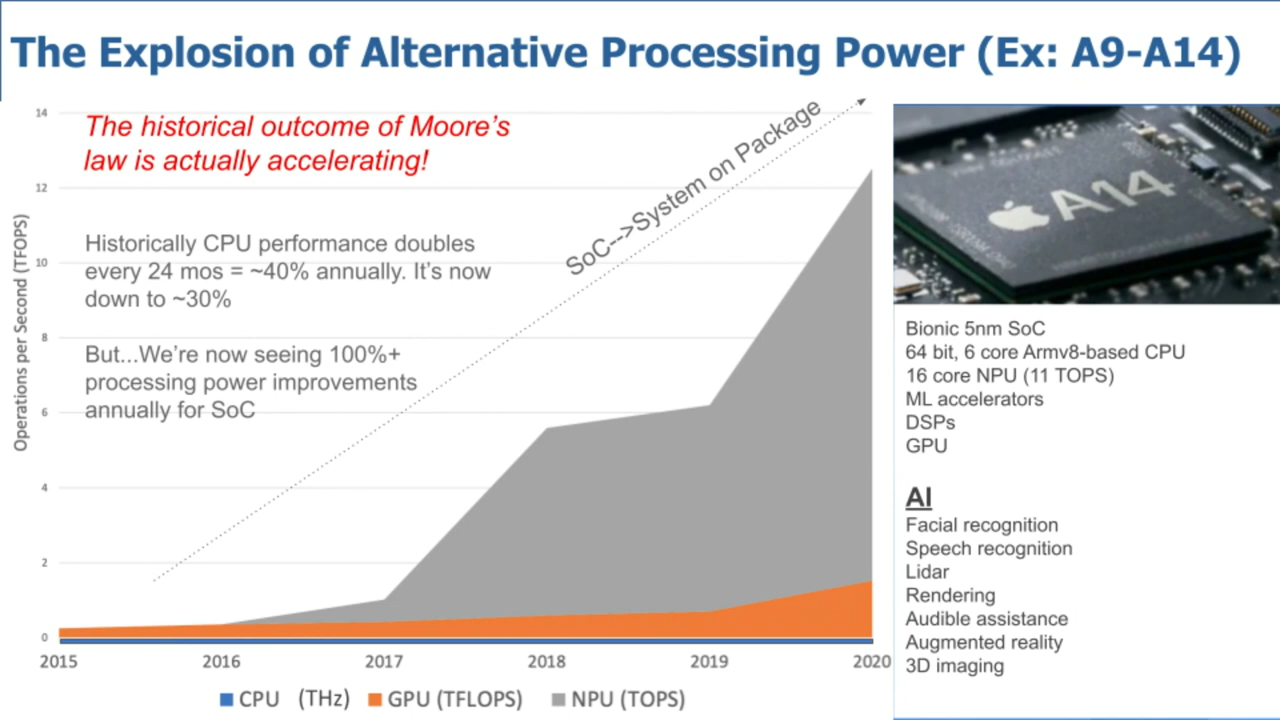 The Explosion of Alternative Processing Power (Ex: A9-A14)
The historical outcome of Moore's
law is actually accelerating!
Historically CPU performance doubles
every 24 mos = ~40% annually. It's now
down to ~30%
But...We're now seeing 100%+
processing power improvements
annually for SoC
SoC-->System on Package
Operations per Second (TFOPS)
14
12
10
8
6
4
2
0
2015 2016 2017 2018 2019 2020
CPU (THz) GPU (TFLOPS) NPU (TOPS)
A14
Bionic 5nm SoC
64 bit, 6 core Armv8-based CPU
16 core NPU (11 TOPS)
ML accelerators
DSPs
GPU
AI
Facial recognition
Speech recognition
Lidar
Rendering
Audible assistance
Augmented reality
3D imaging